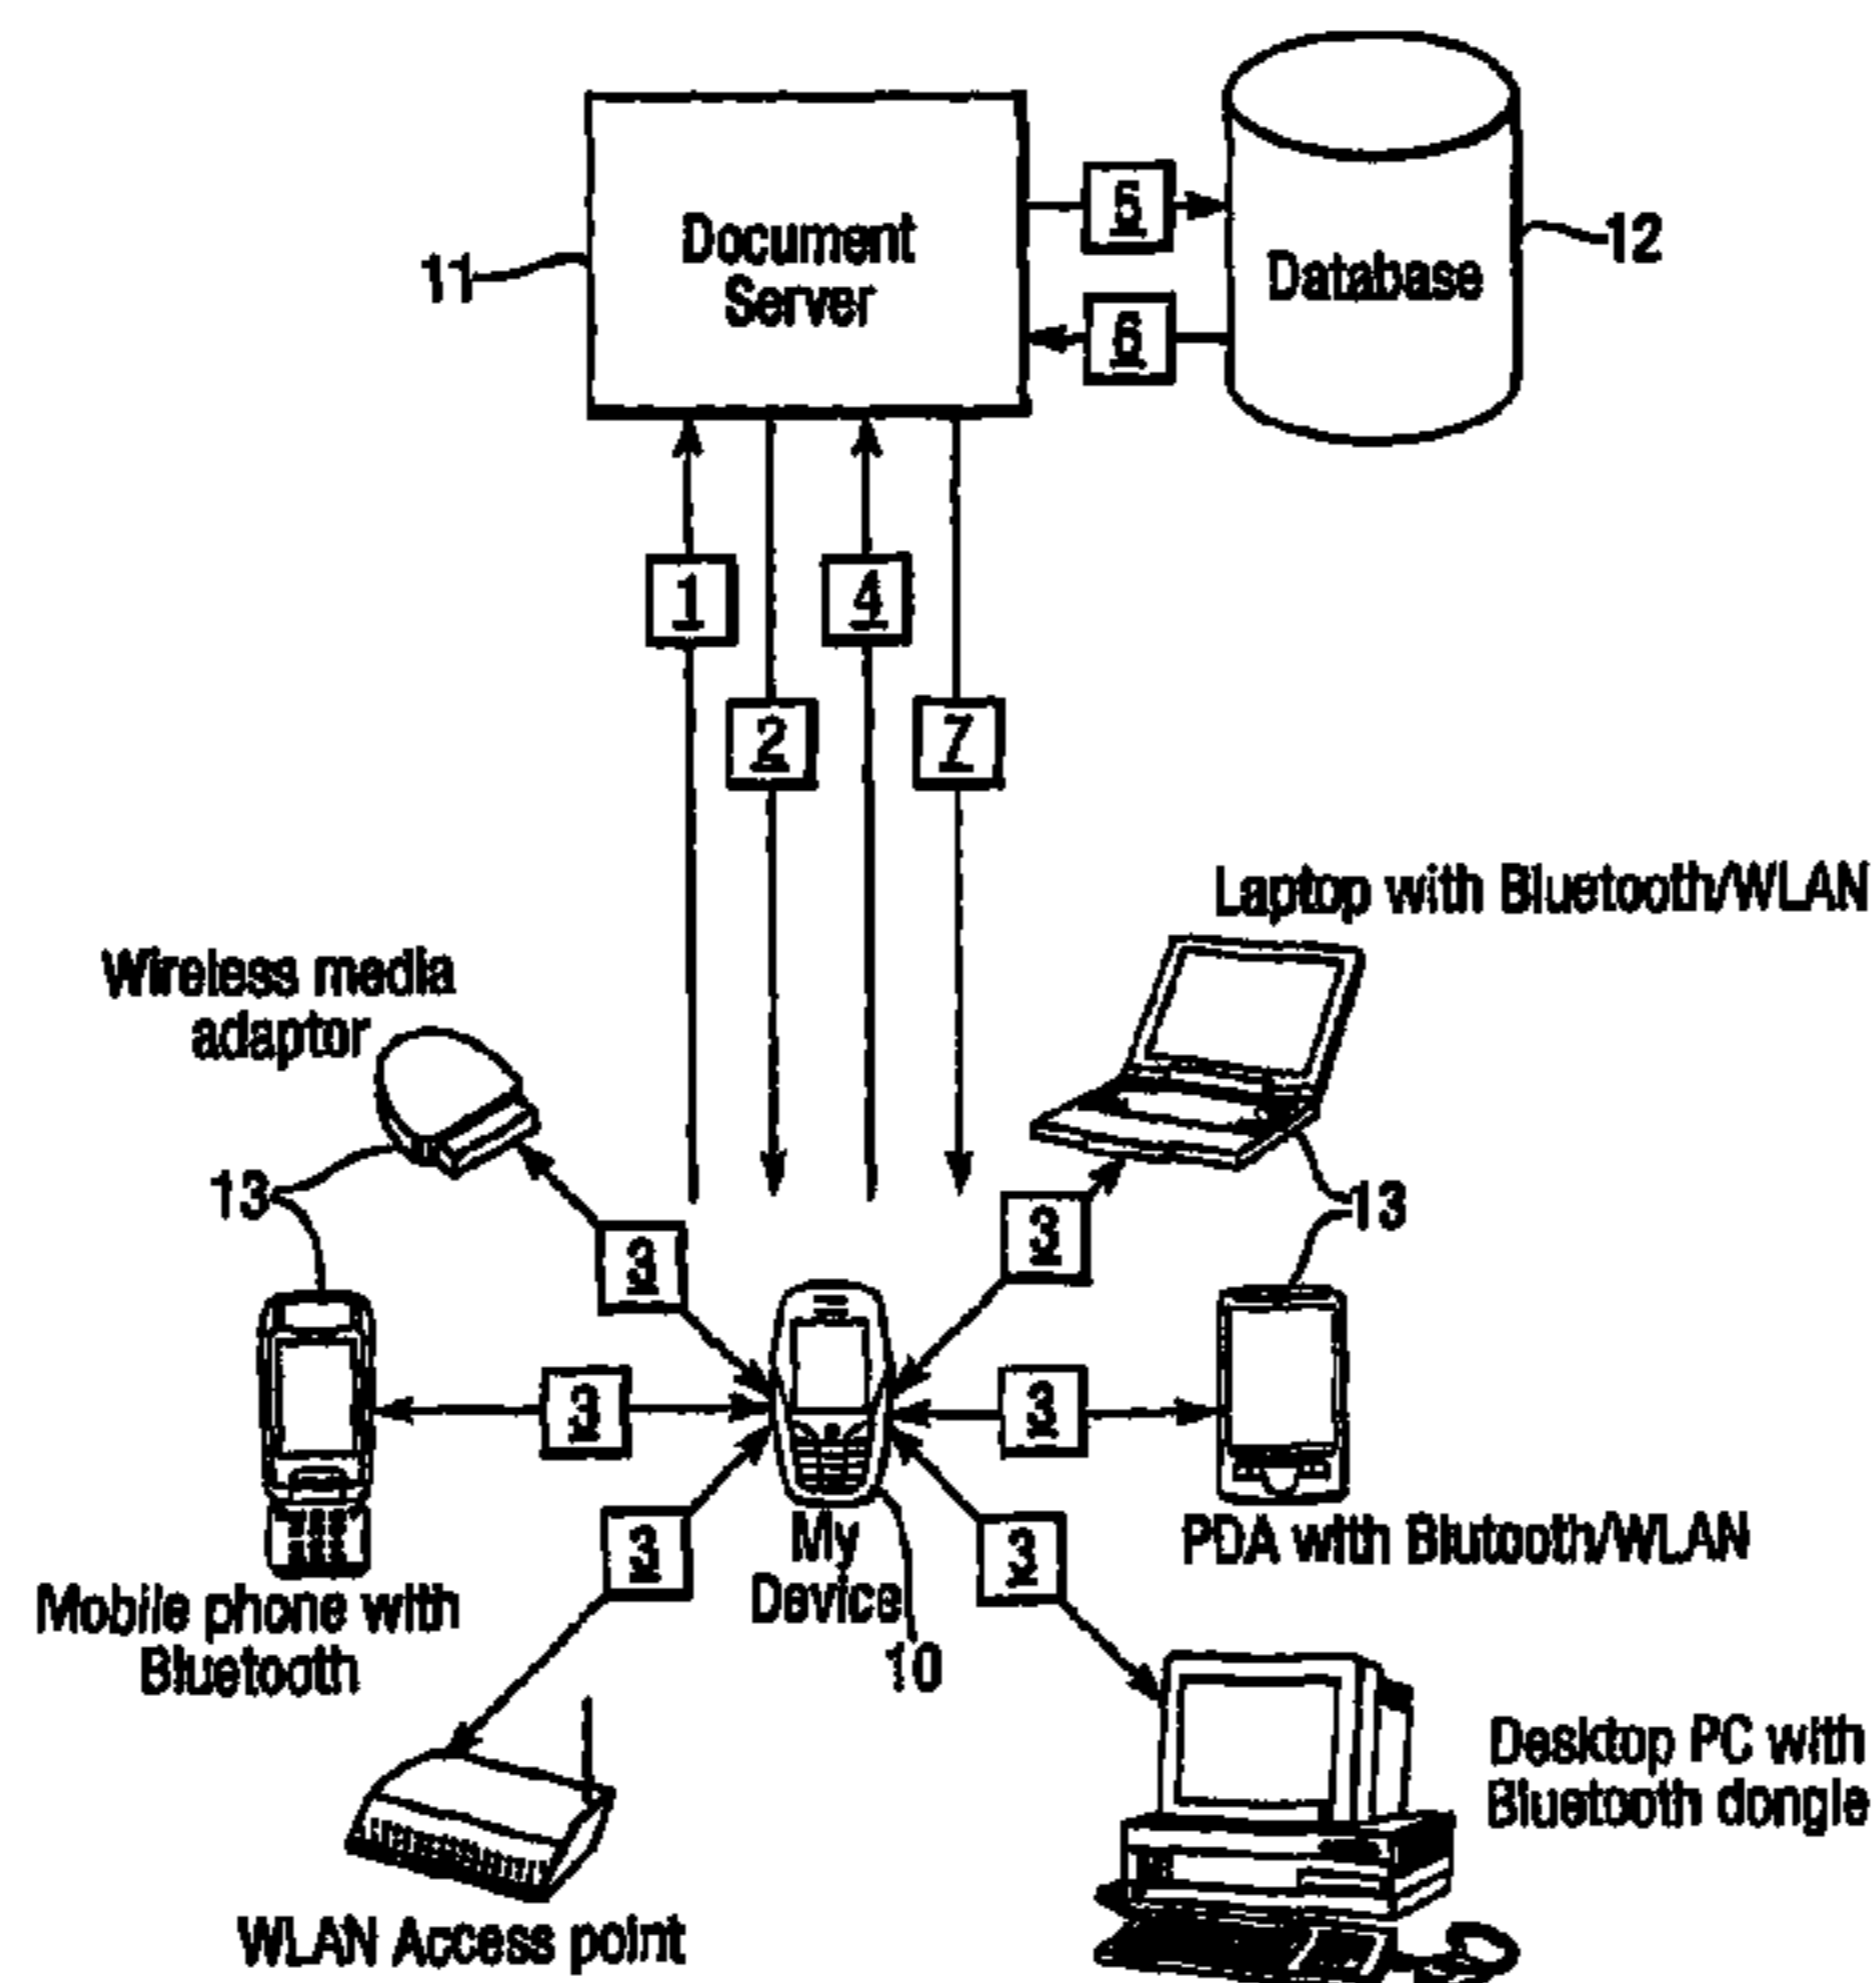 Document
Server
11
5
6
Database
12
1
4
2
7
Laptop with Bluetooth/WLAN
Wireless media
adaptor
13
13
3
3
3
3
My
Device
10
3
3
PDA with Blutooth/WLAN
Mobile phone with
Bluetooth
Desktop PC with
Bluetooth dongle
WLAN Access point